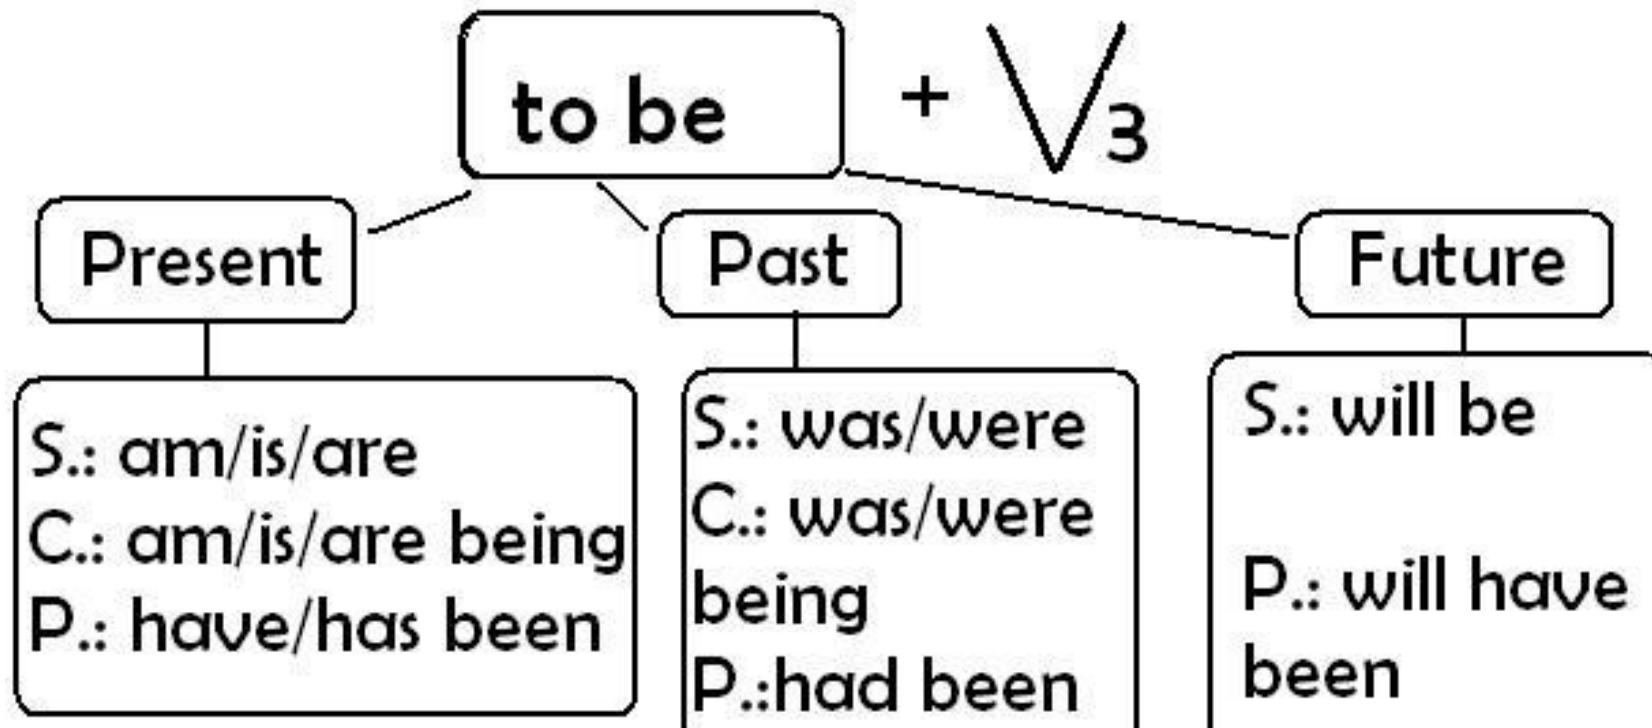 to be + V3
Present
Past
Future
S.: am/is/are
C.: am/is/are being
P.: have/has been
S.: was/were
C.: was/were
being
P.:had been
S.: will be
P.: will have
been